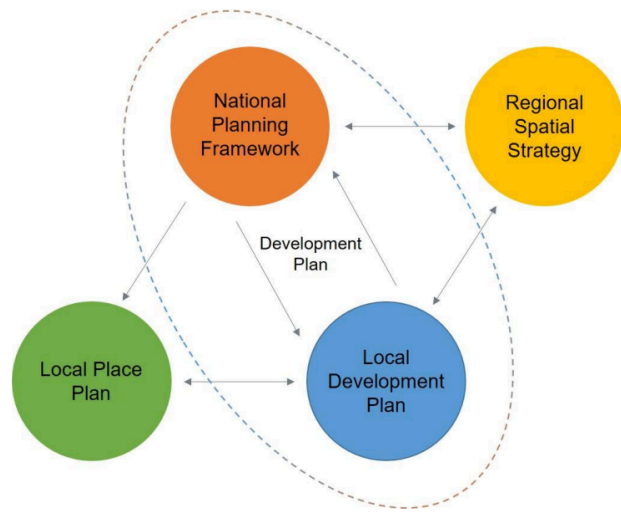 National
Planning
Framework
Regional
Spatial
Strategy
Development
Plan
Local Place
Plan
Local
Development
Plan